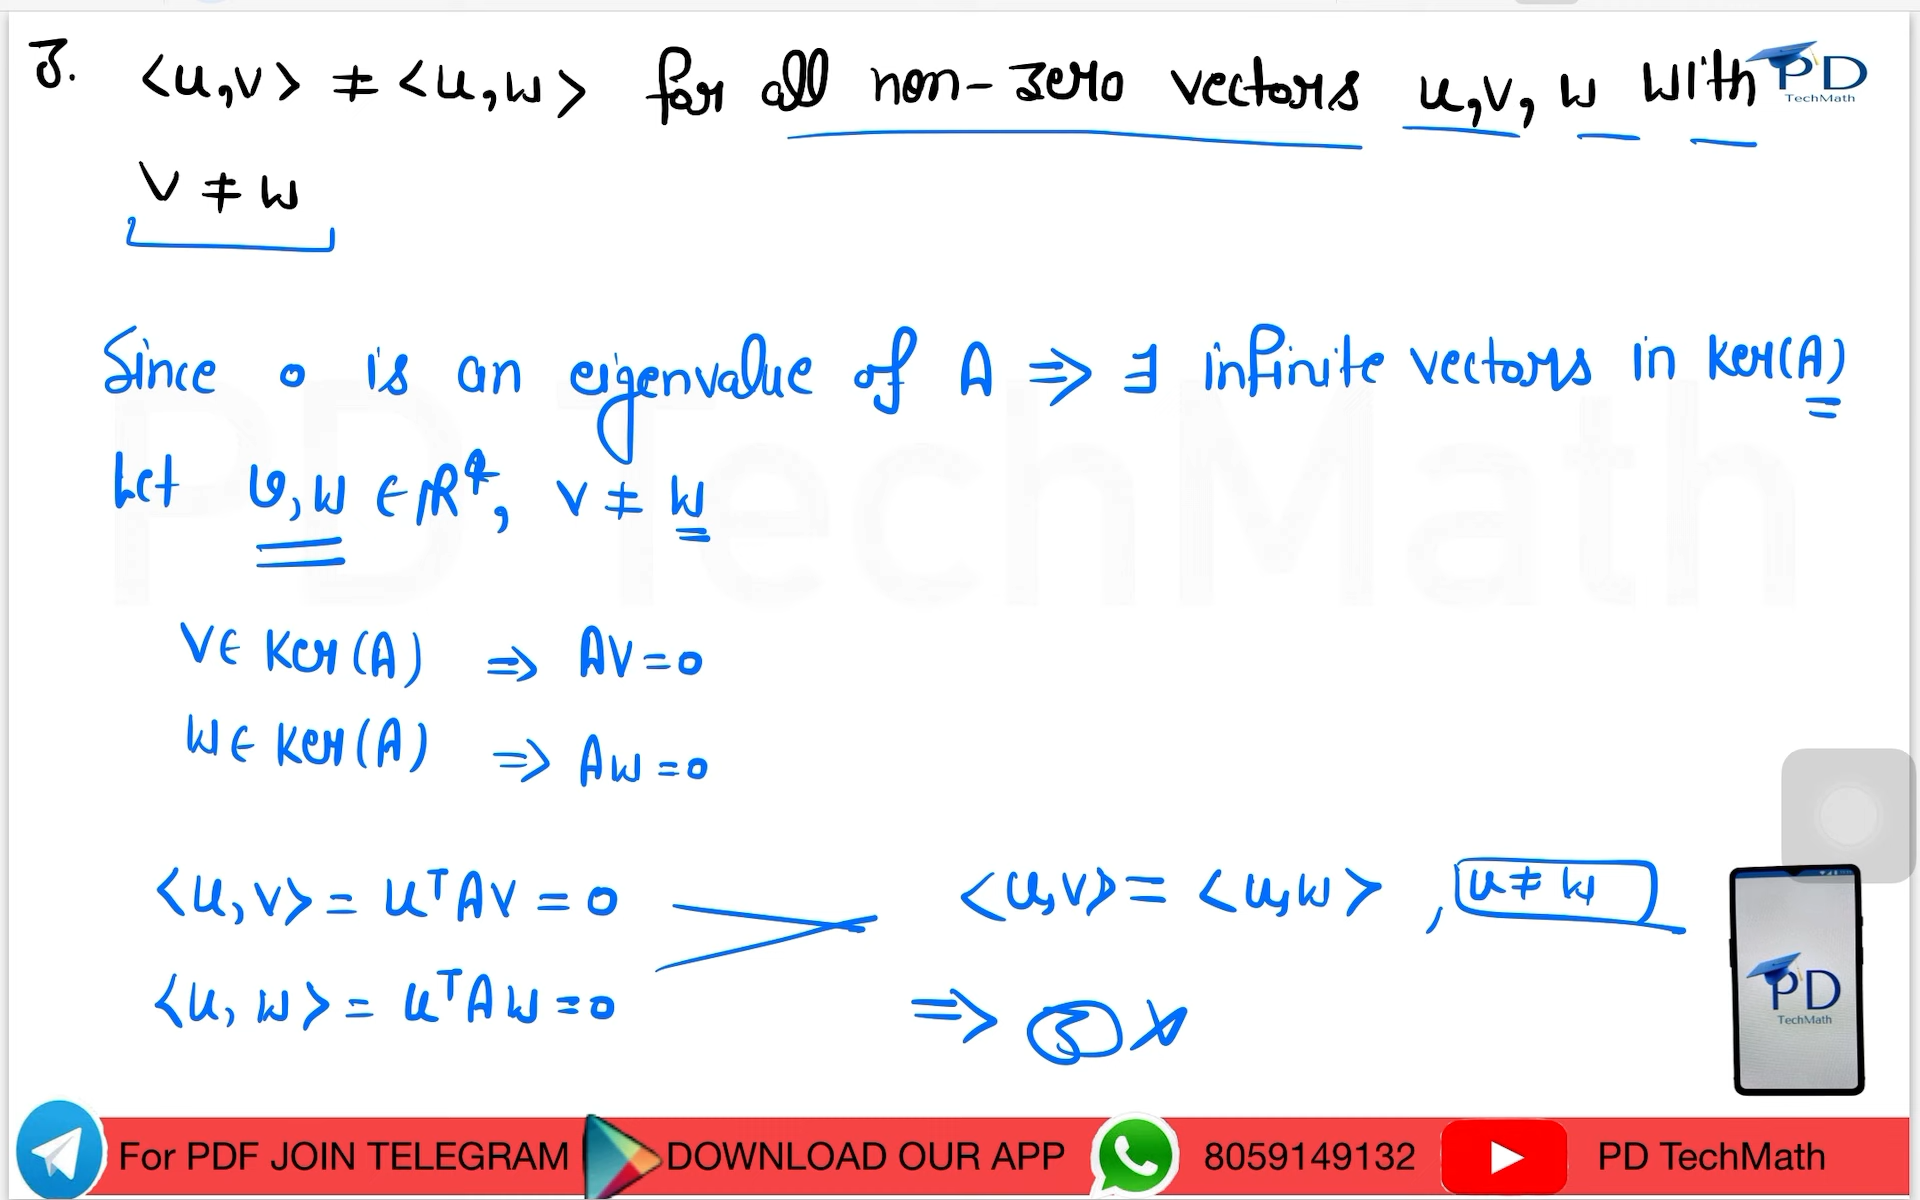 3. <u,v> ≠ <u,w> for all non-zero vectors u,v, w with
PD
TechMath
v ≠ w
Since 0 is an eigenvalue of A ⇒ ∃ infinite vectors in Ker(A)
Let v, w ∈ ℝ⁴, v ≠ w
PD TechMath
v ∈ Ker(A) ⇒ Av = 0
w ∈ Ker(A) ⇒ Aw = 0
<u,v> = uᵀAv = 0
<u,v> = <u,w> , u ≠ w
<u, w> = uᵀAw = 0
⇒ ③ ✗
PD
TechMath
For PDF JOIN TELEGRAM DOWNLOAD OUR APP 8059149132 PD TechMath